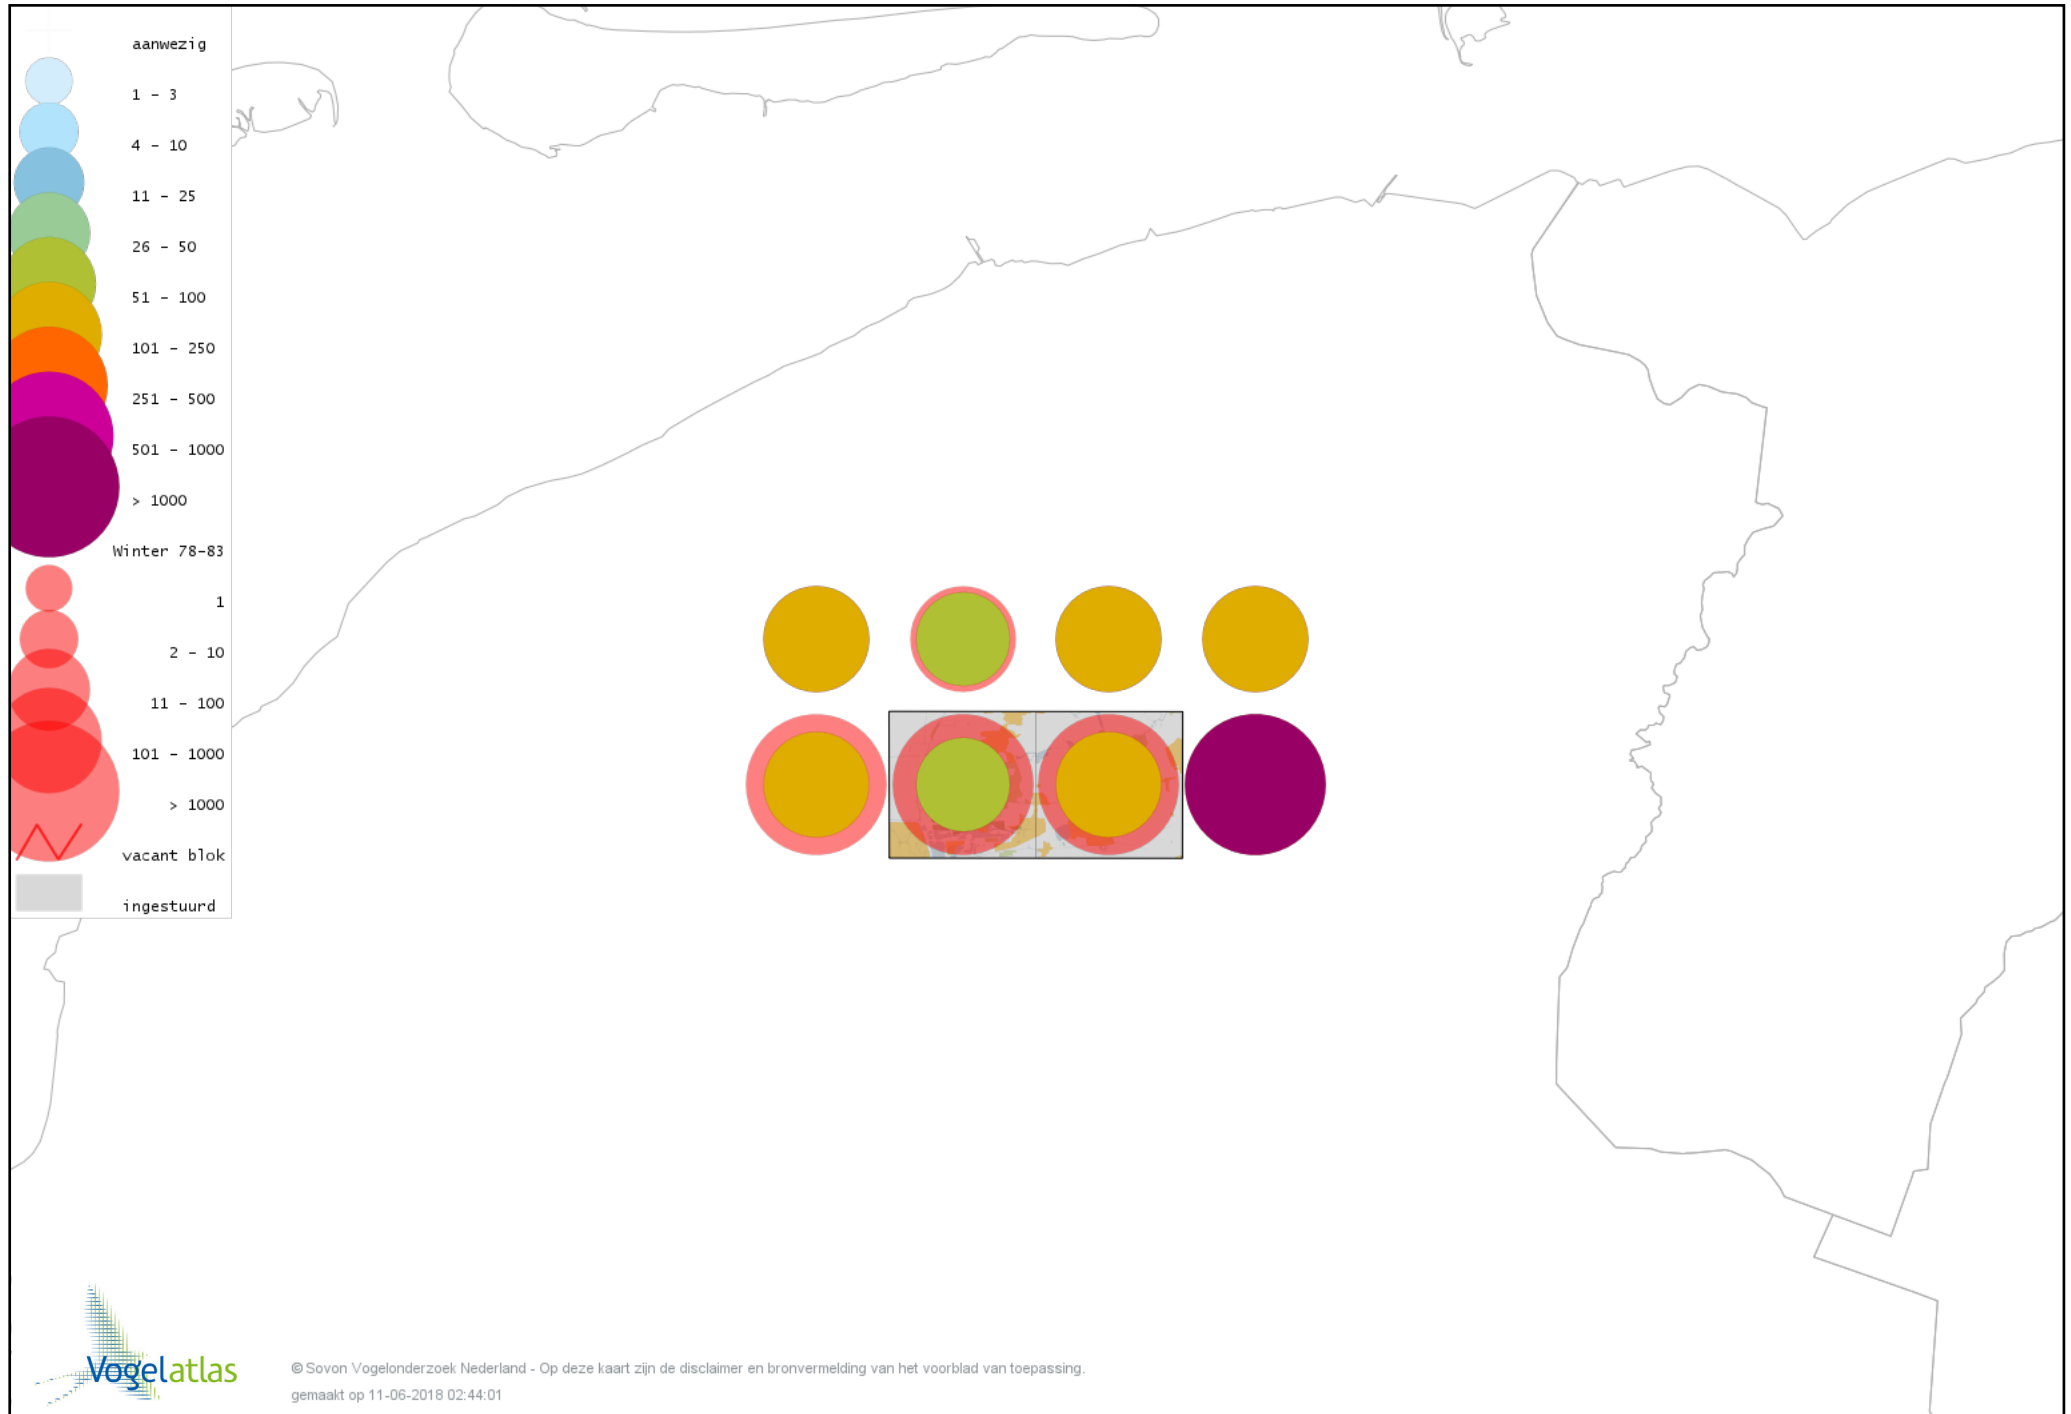 aanwezig
1 - 3
4 - 10
11 - 25
26 - 50
51 - 100
101 - 250
251 - 500
501 - 1000
> 1000
Winter 78-83
1
2 - 10
11 - 100
101 - 1000
> 1000
vacant blok
ingestuurd
Vogelatlas
© Sovon Vogelonderzoek Nederland - Op deze kaart zijn de disclaimer en bronvermelding van het voorblad van toepassing.
gemaakt op 11-06-2018 02:44:01